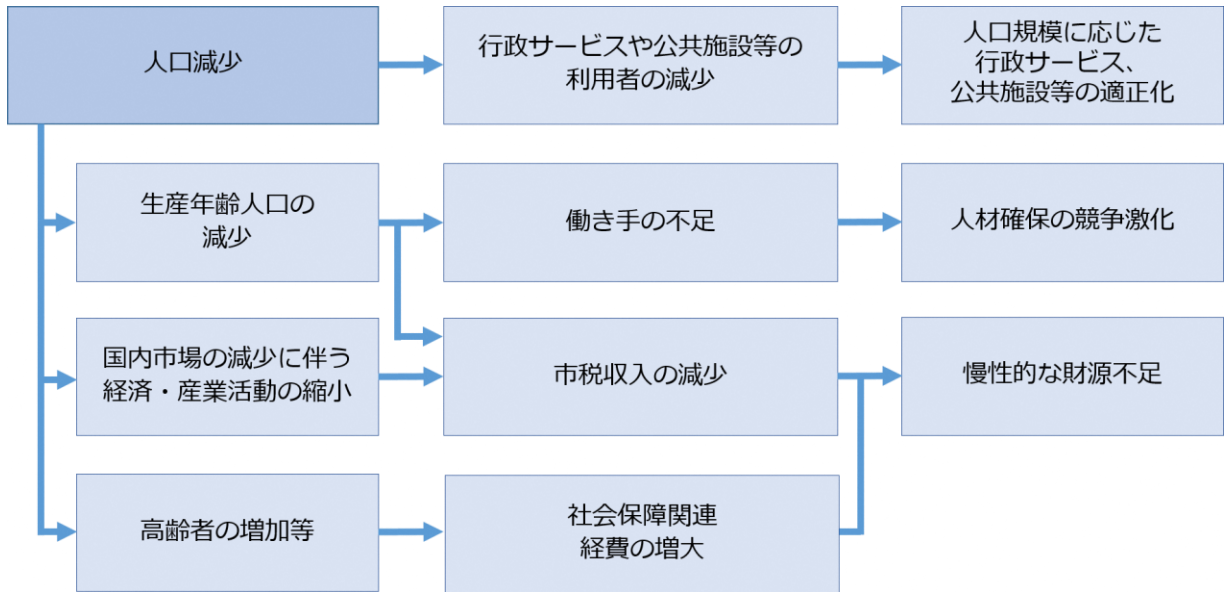 人口減少
行政サービスや公共施設等の
利用者の減少
人口規模に応じた
行政サービス、
公共施設等の適正化
生産年齢人口の
減少
働き手の不足
人材確保の競争激化
国内市場の減少に伴う
経済・産業活動の縮小
市税収入の減少
慢性的な財源不足
高齢者の増加等
社会保障関連
経費の増大